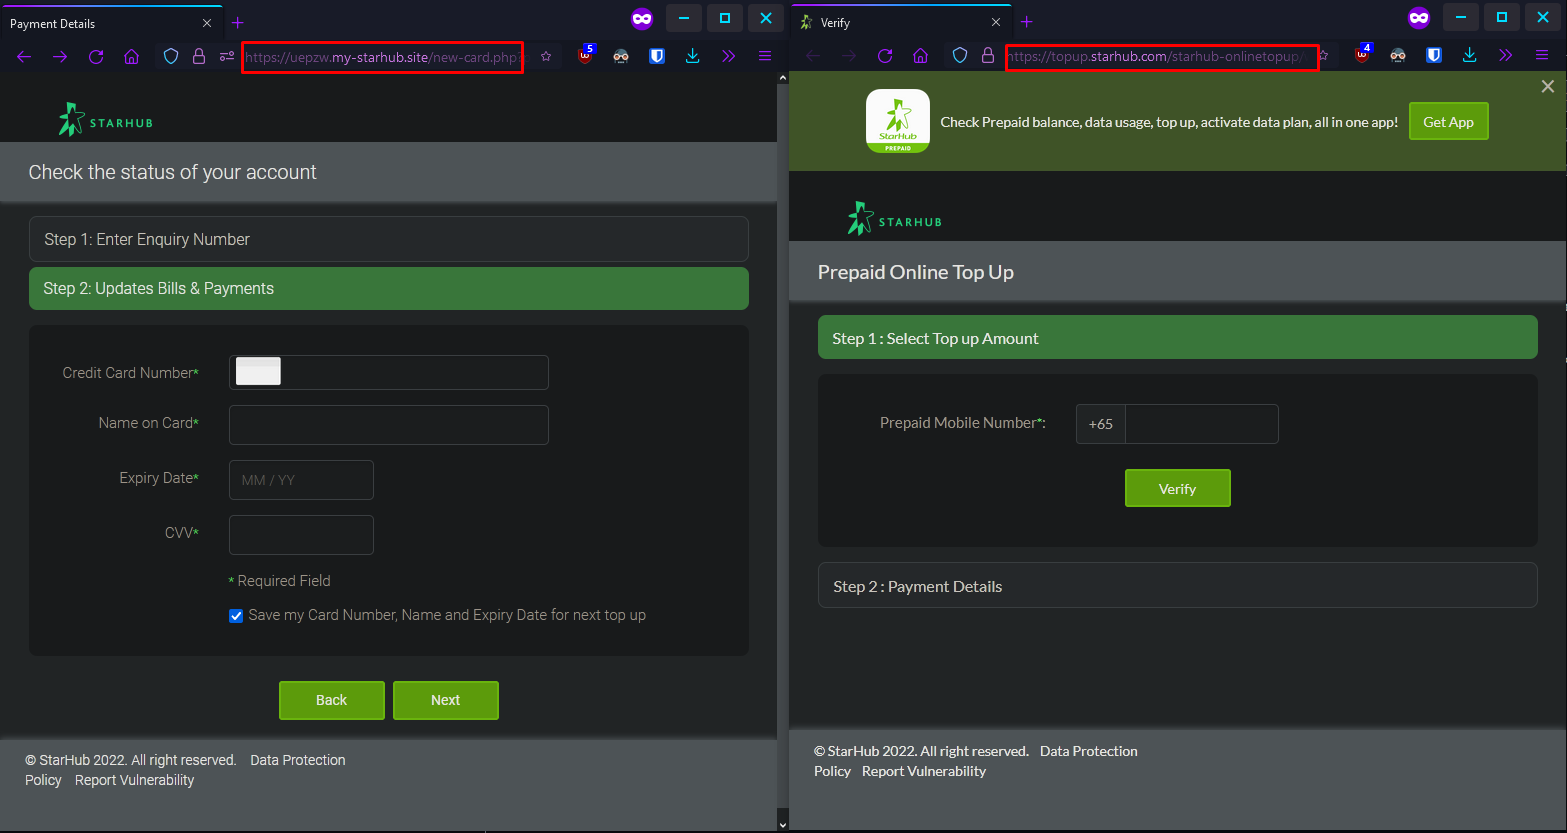 Payment Details
5
https://uepzw.my-starhub.site/new-card.php
STARHUB
Check the status of your account
Step 1: Enter Enquiry Number
Step 2: Updates Bills & Payments
Credit Card Number*
Name on Card*
Expiry Date*
MM / YY
CVV*
* Required Field
Save my Card Number, Name and Expiry Date for next top up
Back
Next
© StarHub 2022. All right reserved. Data Protection
Policy Report Vulnerability
Verify
4
https://topup.starhub.com/starhub-onlinetopup/
StarHub
PREPAID
Check Prepaid balance, data usage, top up, activate data plan, all in one app!
Get App
STARHUB
Prepaid Online Top Up
Step 1 : Select Top up Amount
Prepaid Mobile Number*:
+65
Verify
Step 2 : Payment Details
© StarHub 2022. All right reserved. Data Protection
Policy Report Vulnerability